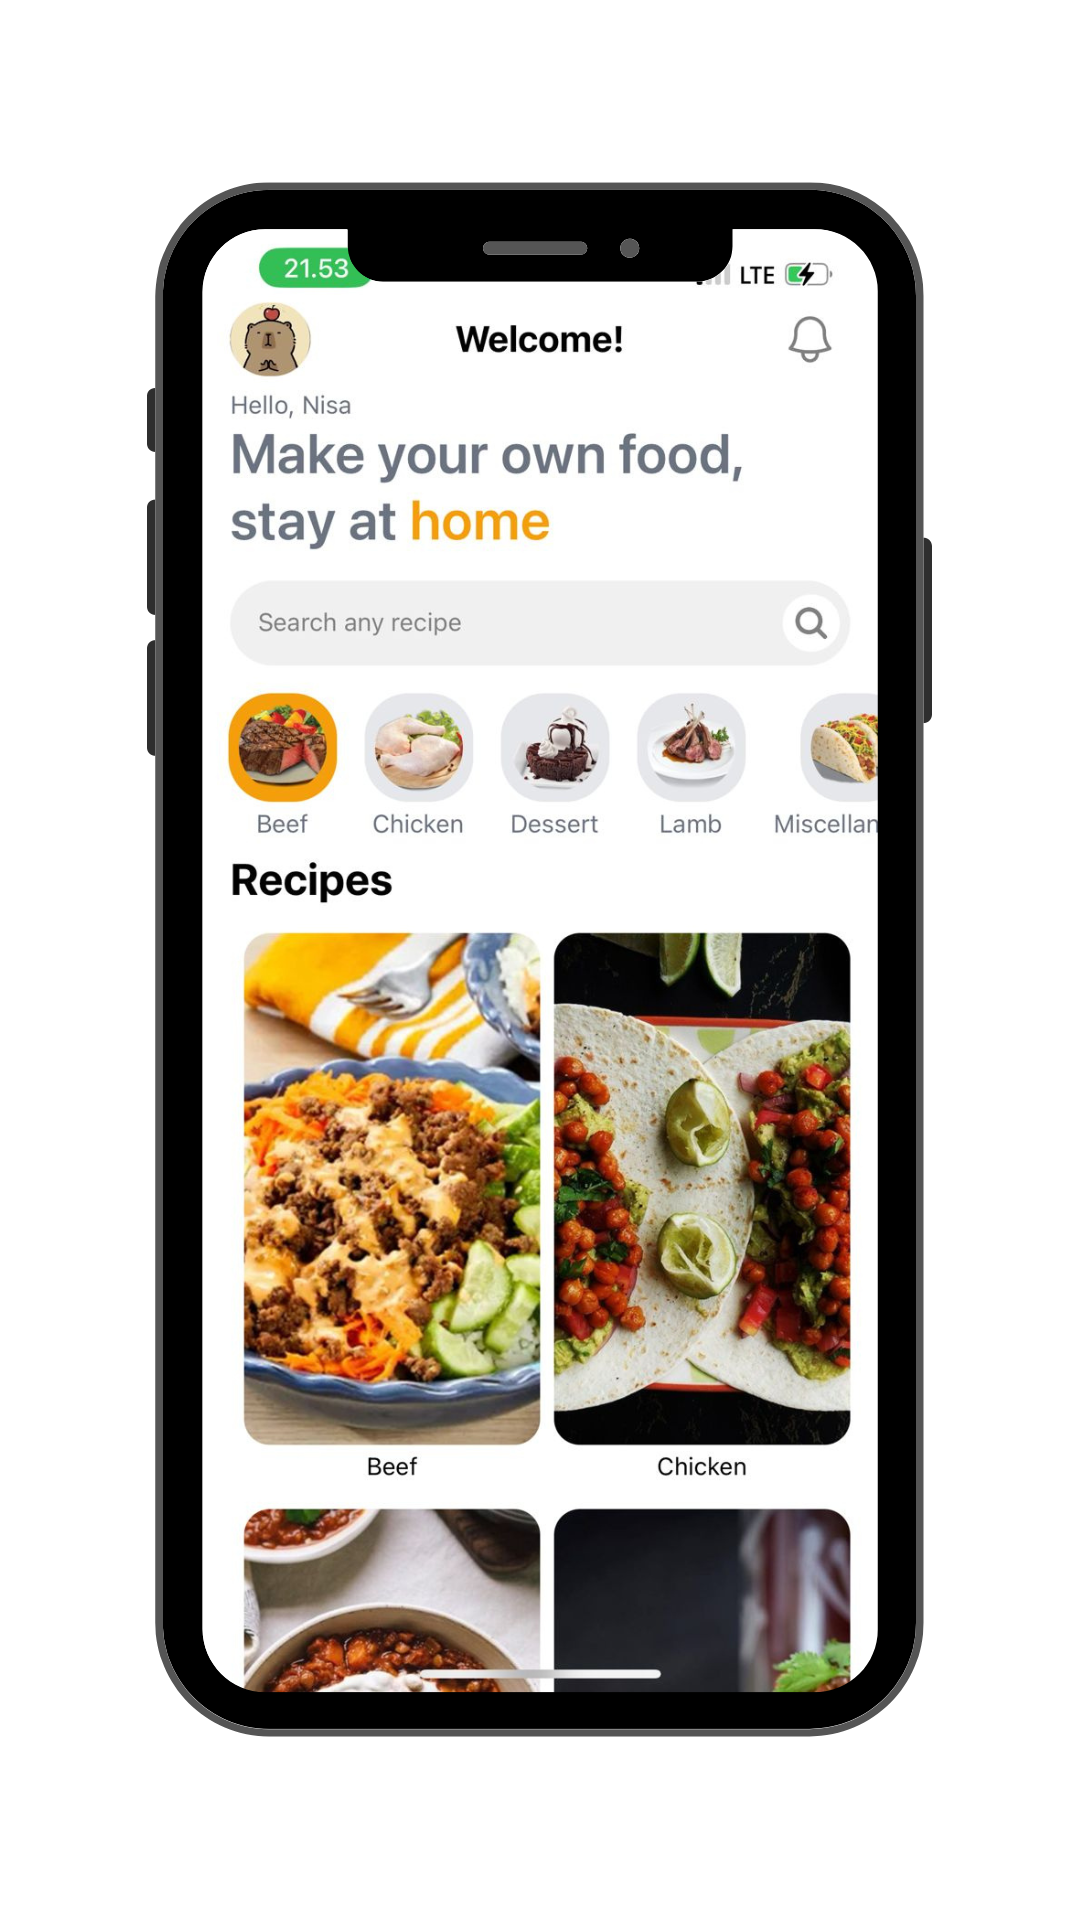 21.53
LTE
Welcome!
Hello, Nisa
Make your own food,
stay at home
Search any recipe
Beef
Chicken
Dessert
Lamb
Miscellan
Recipes
Beef
Chicken